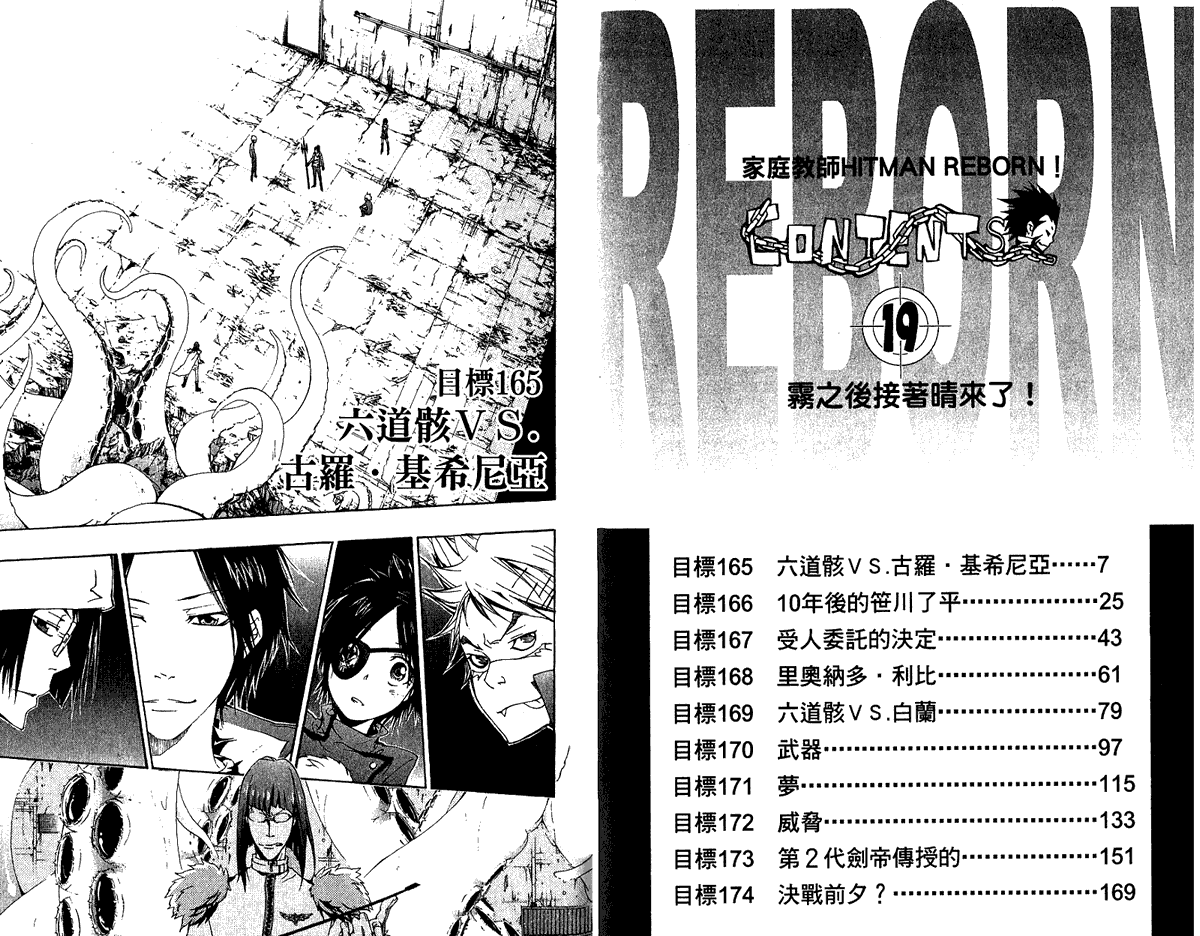 REBORN
家庭教師HITMAN REBORN！
CONTENTS
19
霧之後接著晴來了！
目標165 六道骸ＶＳ.古羅・基希尼亞……7
目標166 10年後的笹川了平………………25
目標167 受人委託的決定…………………43
目標168 里奧納多・利比…………………61
目標169 六道骸ＶＳ.白蘭…………………79
目標170 武器………………………………97
目標171 夢…………………………………115
目標172 威脅………………………………133
目標173 第２代劍帝傳授的………………151
目標174 決戰前夕？………………………169
目標165
六道骸ＶＳ.
古羅・基希尼亞